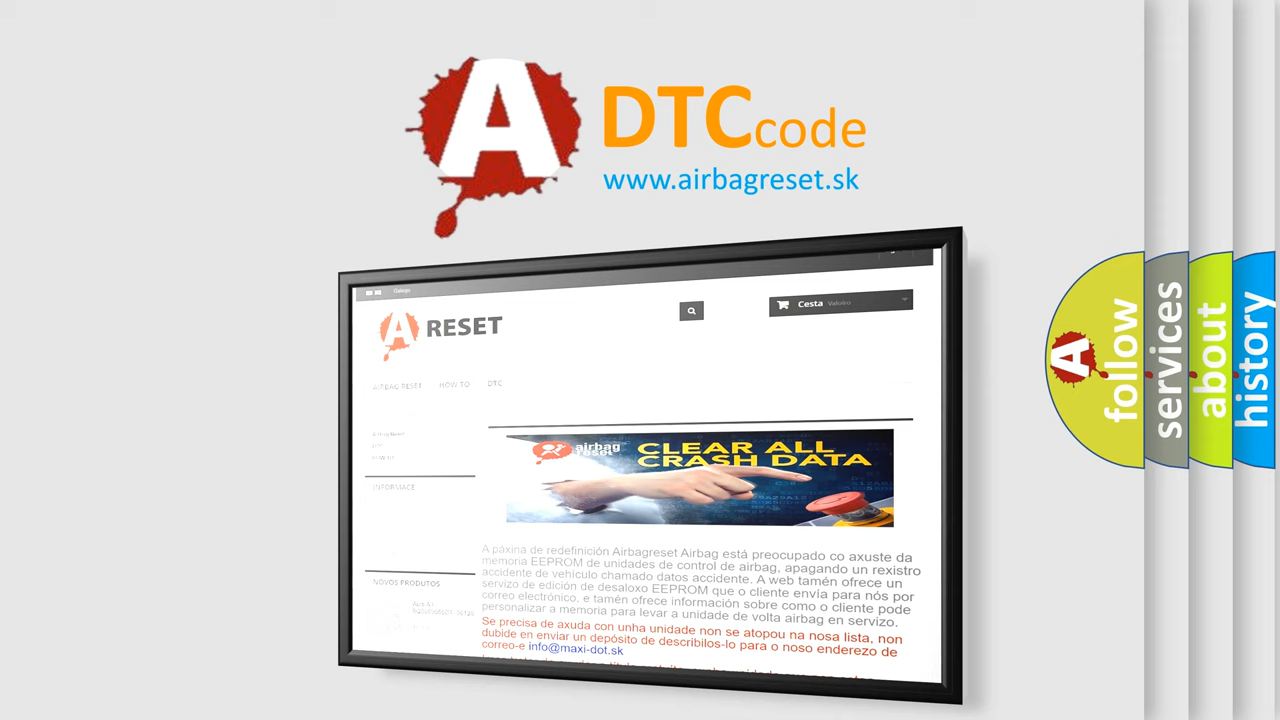 A
DTC code
www.airbagreset.sk
Galego
A RESET
Cesta Valeiro
AIRBAG RESET HOW TO DTC
INFORMACE
airbag
reset
CLEAR ALL
CRASH DATA
A páxina de redefinición Airbagreset Airbag está preocupado co axuste da
memoria EEPROM de unidades de control de airbag, apagando un rexistro
accidente de vehículo chamado datos accidente. A web tamén ofrece un
servizo de edición de desaloxo EEPROM que o cliente envía para nós por
correo electrónico, e tamén ofrece información sobre como o cliente pode
personalizar a memoria para levar a unidade de volta airbag en servizo.
Se precisa de axuda con unha unidade non se atopou na nosa lista, non
dubide en enviar un depósito de describilos-lo para o noso enderezo de
correo-e info@maxi-dot.sk
NOVOS PRODUTOS
A
follow
services
about
history